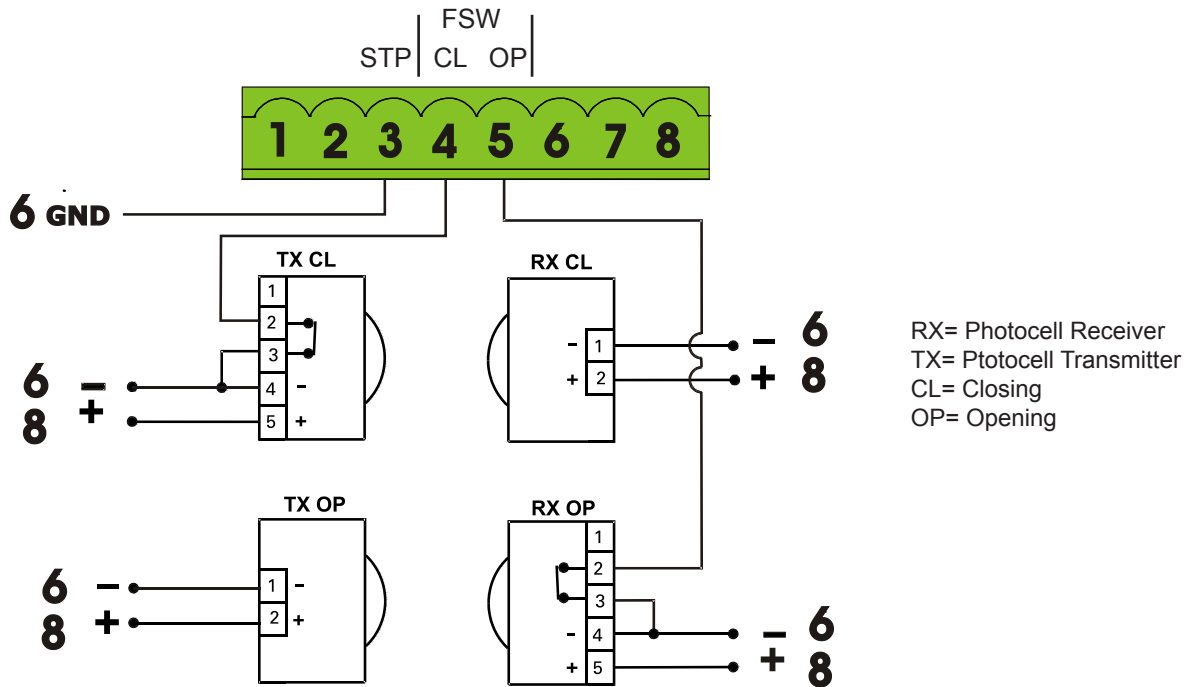 FSW
STP CL OP
1 2 3 4 5 6 7 8
6 GND
TX CL
1
2
3
4 -
5 +
6 -
8 +
RX CL
- 1
+ 2
- 6
+ 8
RX= Photocell Receiver
TX= Ptotocell Transmitter
CL= Closing
OP= Opening
TX OP
1 -
2 +
6 -
8 +
RX OP
1
2
3
- 4
+ 5
- 6
+ 8